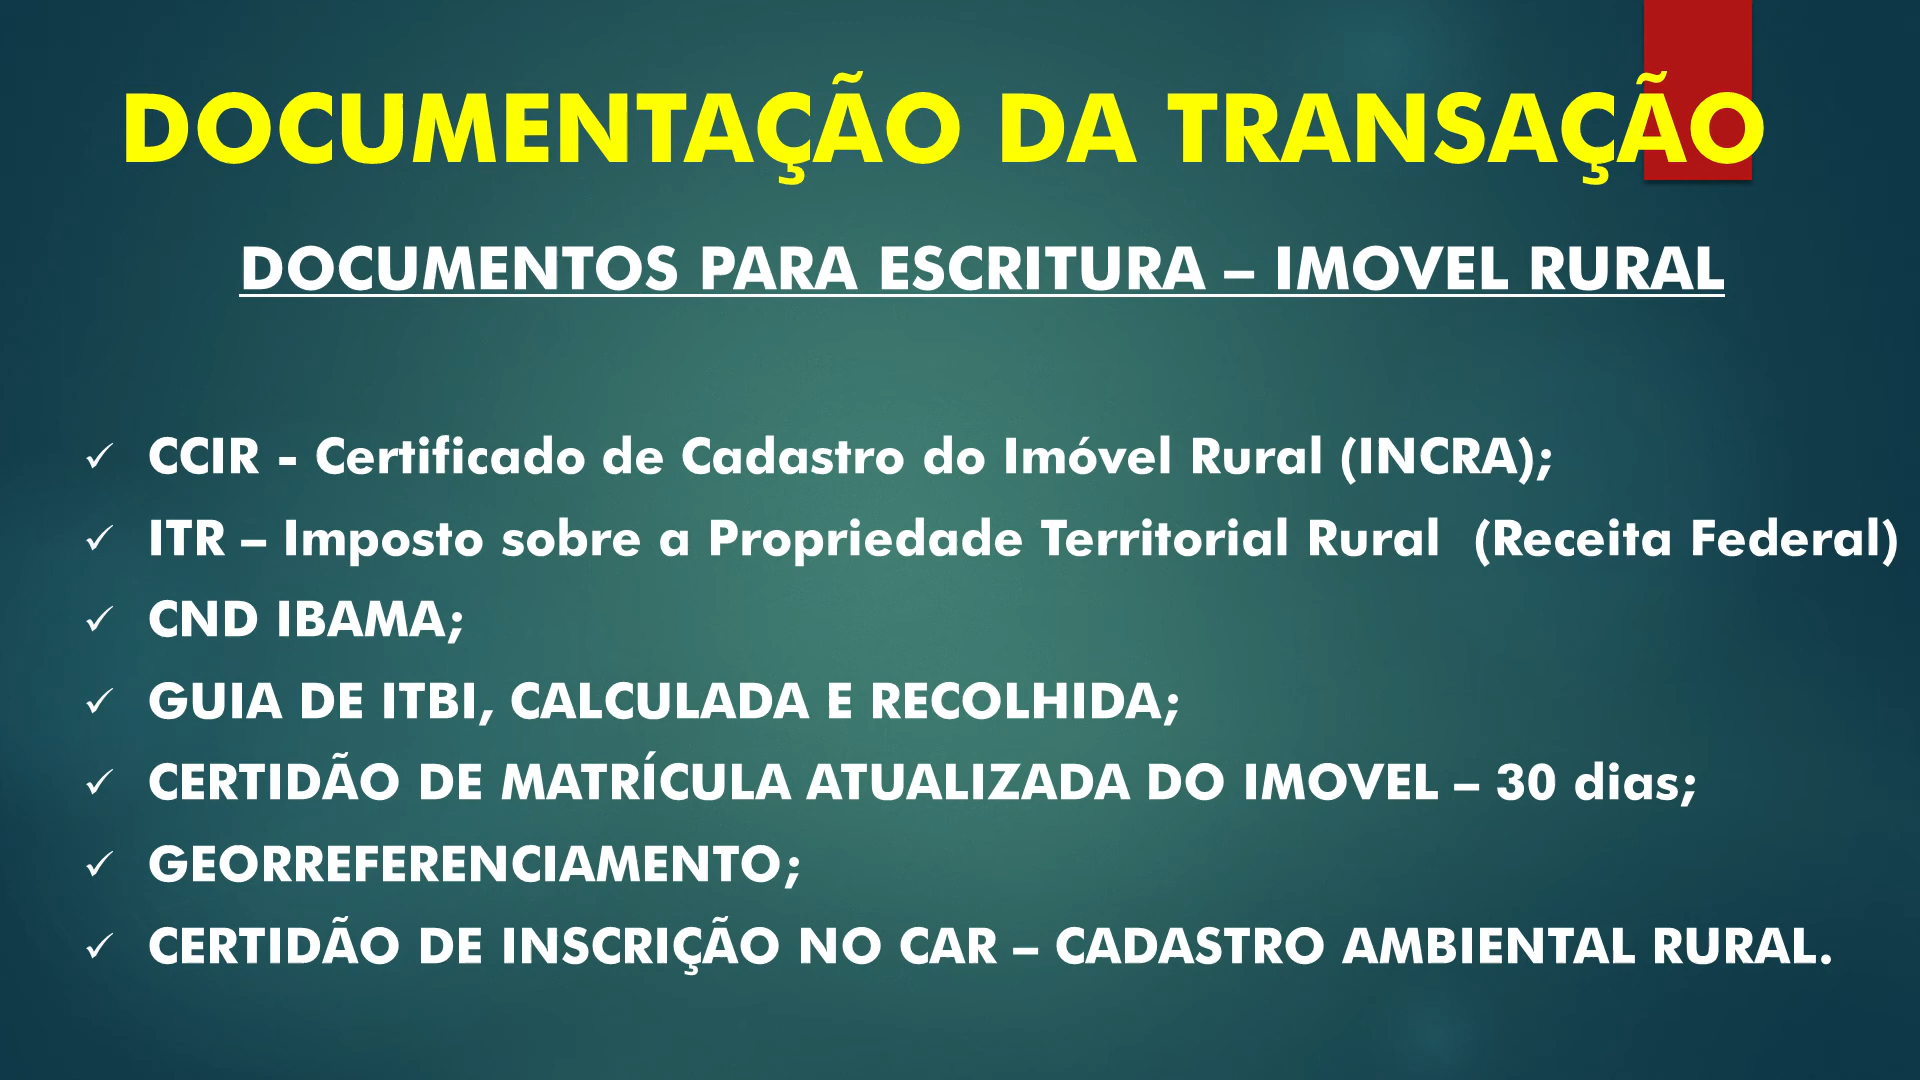 DOCUMENTAÇÃO DA TRANSAÇÃO
DOCUMENTOS PARA ESCRITURA – IMOVEL RURAL
✓ CCIR - Certificado de Cadastro do Imóvel Rural (INCRA);
✓ ITR – Imposto sobre a Propriedade Territorial Rural (Receita Federal)
✓ CND IBAMA;
✓ GUIA DE ITBI, CALCULADA E RECOLHIDA;
✓ CERTIDÃO DE MATRÍCULA ATUALIZADA DO IMOVEL – 30 dias;
✓ GEORREFERENCIAMENTO;
✓ CERTIDÃO DE INSCRIÇÃO NO CAR – CADASTRO AMBIENTAL RURAL.